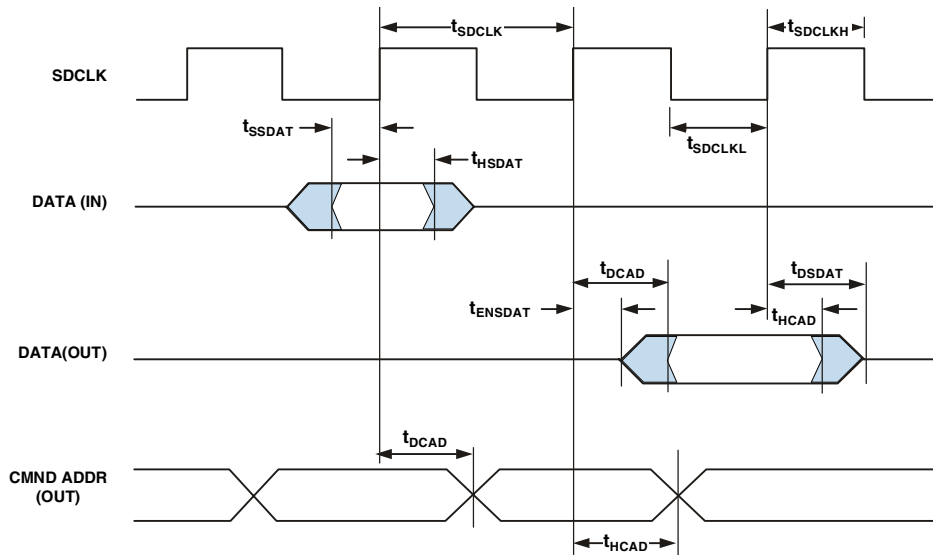 tSDCLK
tSDCLKH
SDCLK
tSSDAT
tHSDAT
tSDCLKL
DATA (IN)
tDCAD
tDSDAT
tENSDAT
tHCAD
DATA(OUT)
tDCAD
CMND ADDR
(OUT)
tHCAD